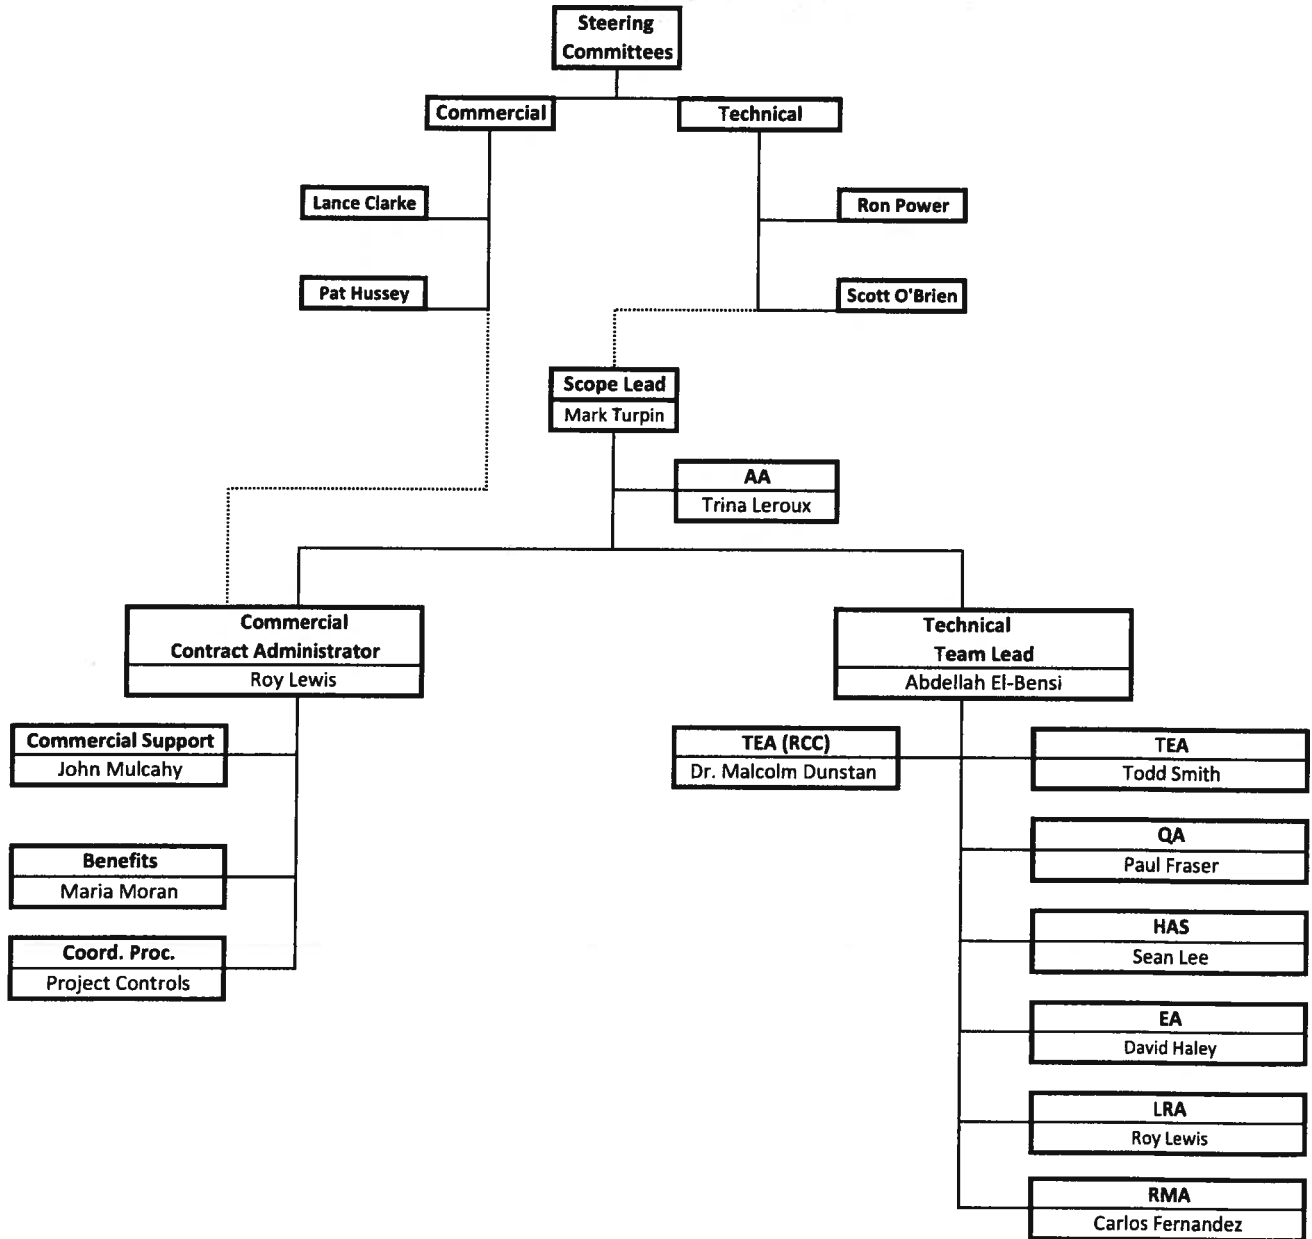 Steering
Committees
Commercial
Technical
Lance Clarke
Ron Power
Pat Hussey
Scott O'Brien
Scope Lead
Mark Turpin
AA
Trina Leroux
Commercial
Contract Administrator
Roy Lewis
Technical
Team Lead
Abdellah El-Bensi
Commercial Support
John Mulcahy
TEA (RCC)
Dr. Malcolm Dunstan
TEA
Todd Smith
QA
Paul Fraser
Benefits
Maria Moran
HAS
Sean Lee
Coord. Proc.
Project Controls
EA
David Haley
LRA
Roy Lewis
RMA
Carlos Fernandez